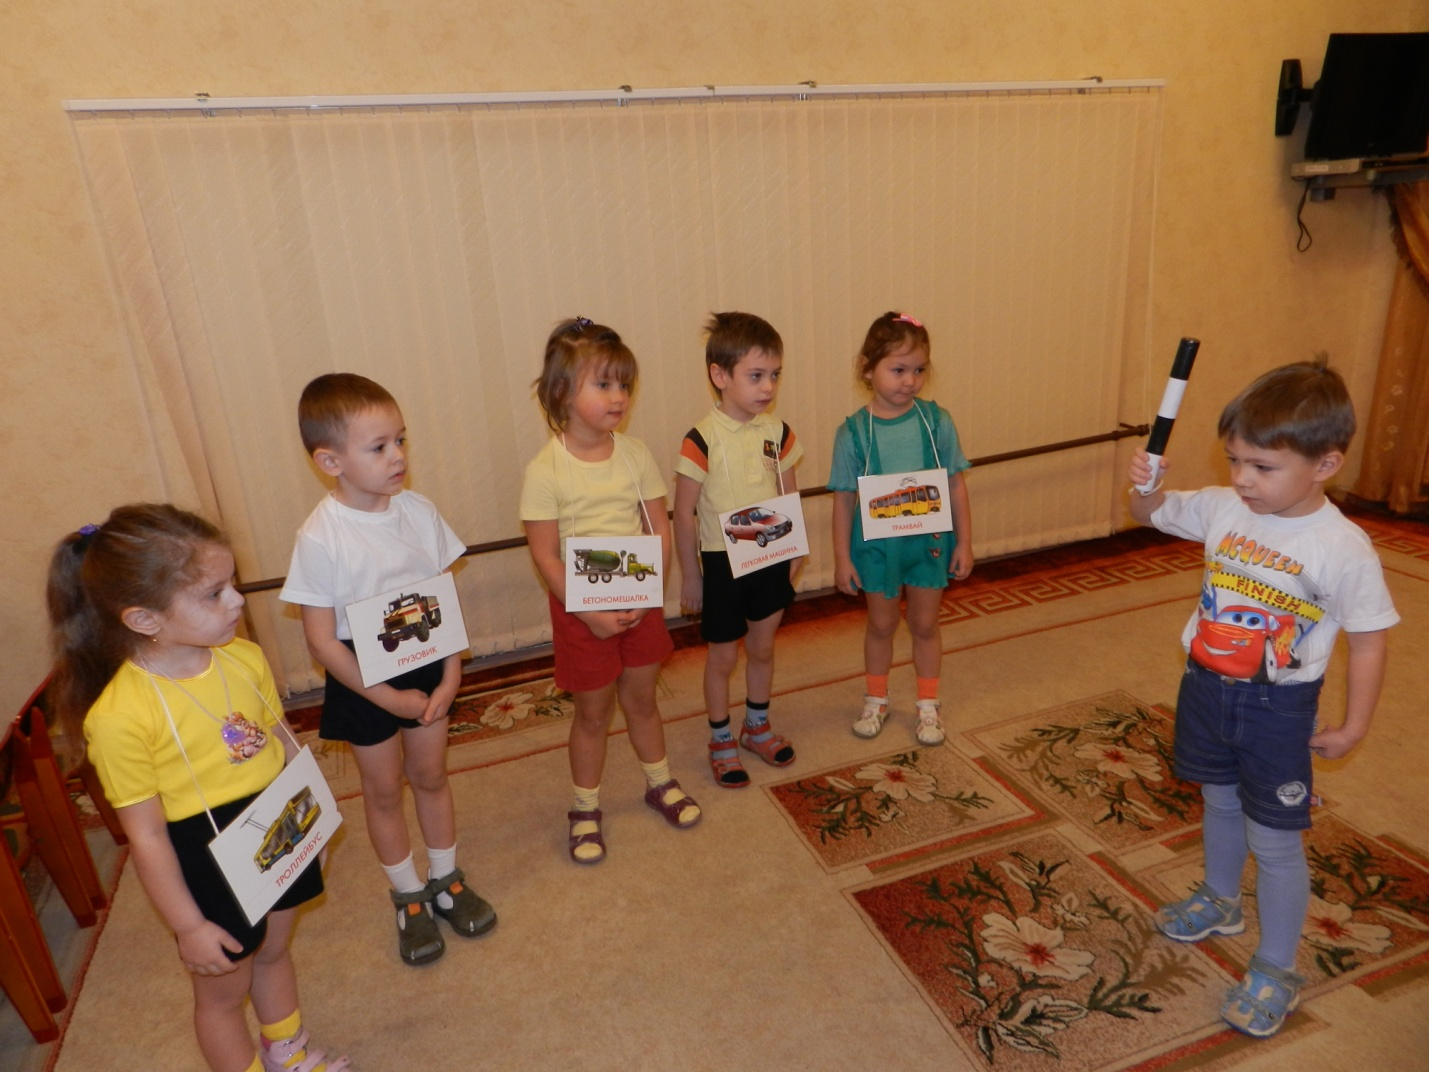 ТРОЛЛЕЙБУС
ГРУЗОВИК
БЕТОНОМЕШАЛКА
ЛЕГКОВАЯ МАШИНА
ТРАМВАЙ
MCQUEEN
FINISH